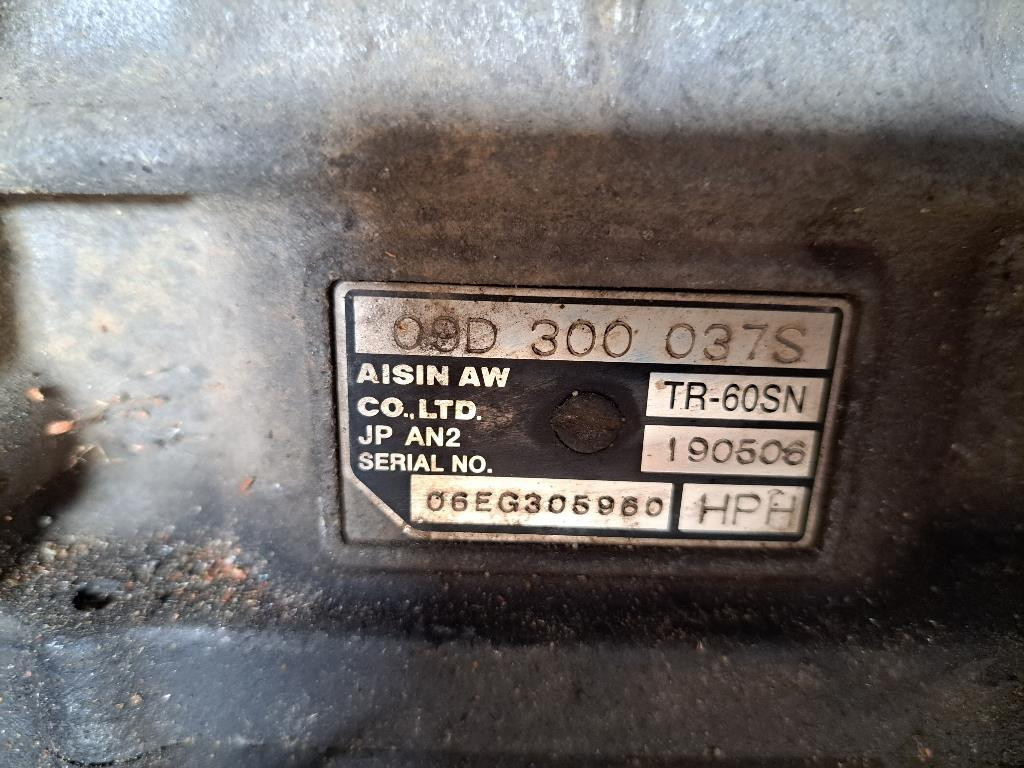 09D 300 037S
AISIN AW
CO.,LTD.
JP AN2
SERIAL NO.
TR-60SN
190506
06EG305960
HPH